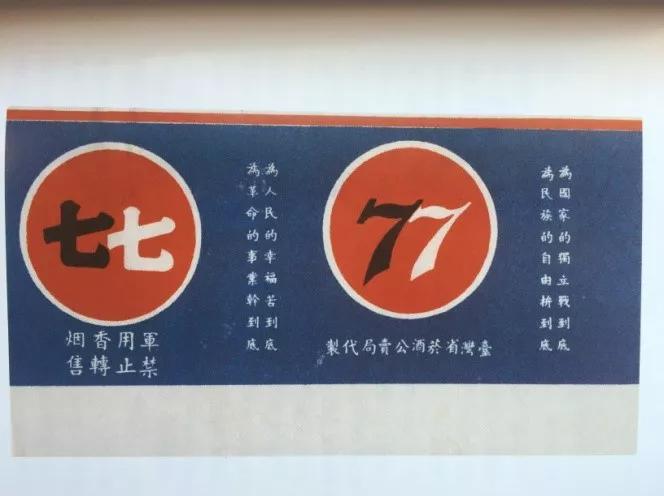 七七
軍用香烟
禁止轉售
為人民的幸福苦到底
為革命的事業幹到底
77
臺灣省菸酒公賣局代製
為國家的獨立戰到底
為民族的自由拚到底